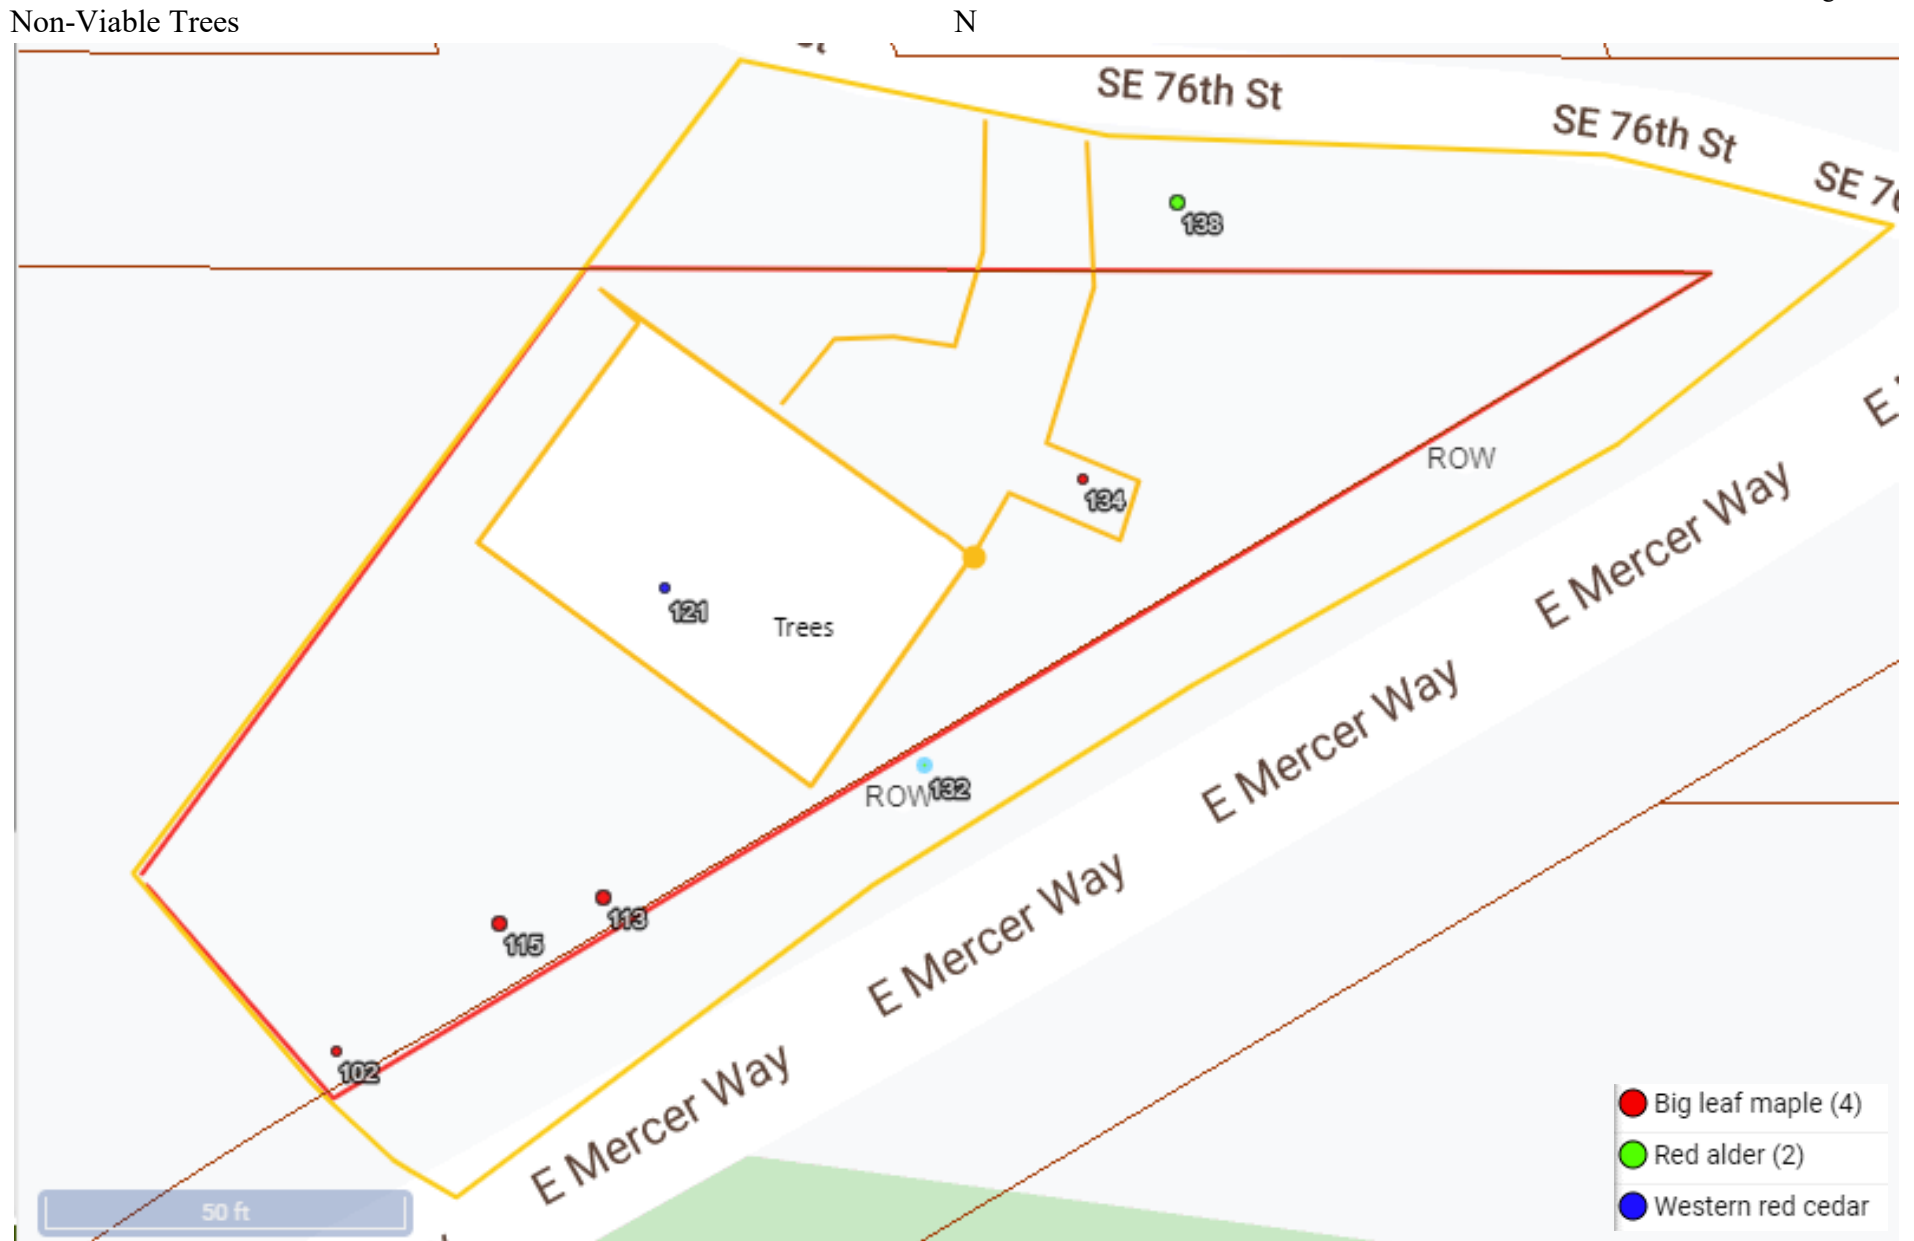 Non-Viable Trees
N
SE 76th St
SE 76th St
SE 76
138
ROW
E
134
E Mercer Way
121
Trees
E Mercer Way
ROW
132
E Mercer Way
113
115
102
E Mercer Way
Big leaf maple (4)
Red alder (2)
Western red cedar
50 ft